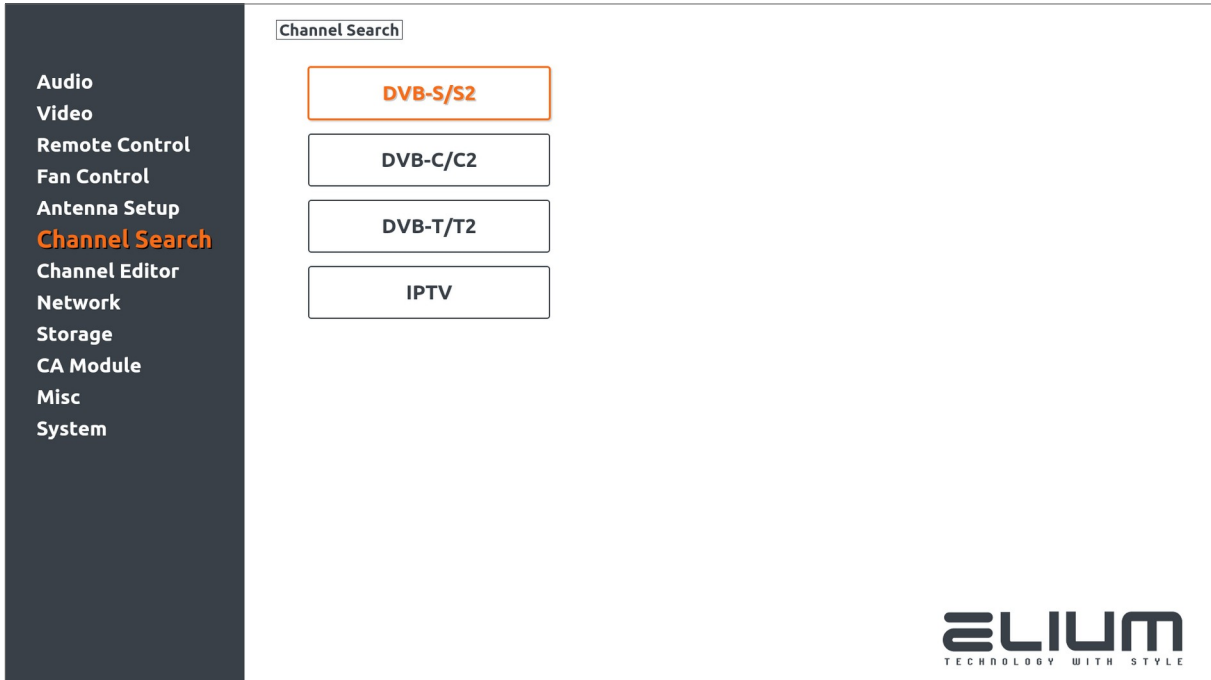 Channel Search
Audio
Video
Remote Control
Fan Control
Antenna Setup
Channel Search
Channel Editor
Network
Storage
CA Module
Misc
System
DVB-S/S2
DVB-C/C2
DVB-T/T2
IPTV
ELIUM
TECHNOLOGY WITH STYLE